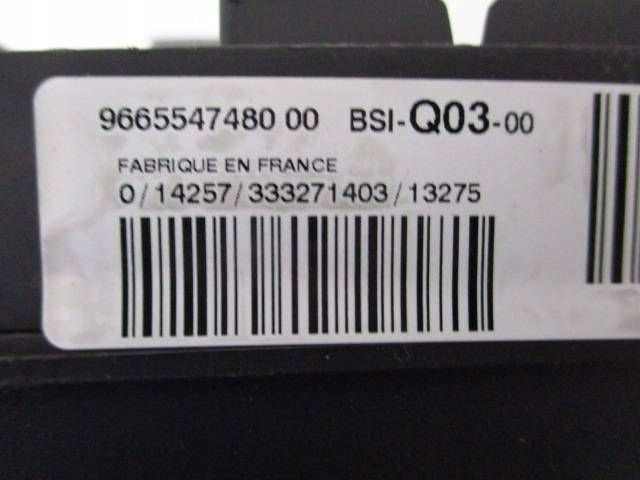 9665547480 00 BSI-Q03-00
FABRIQUE EN FRANCE
0/14257/333271403/13275